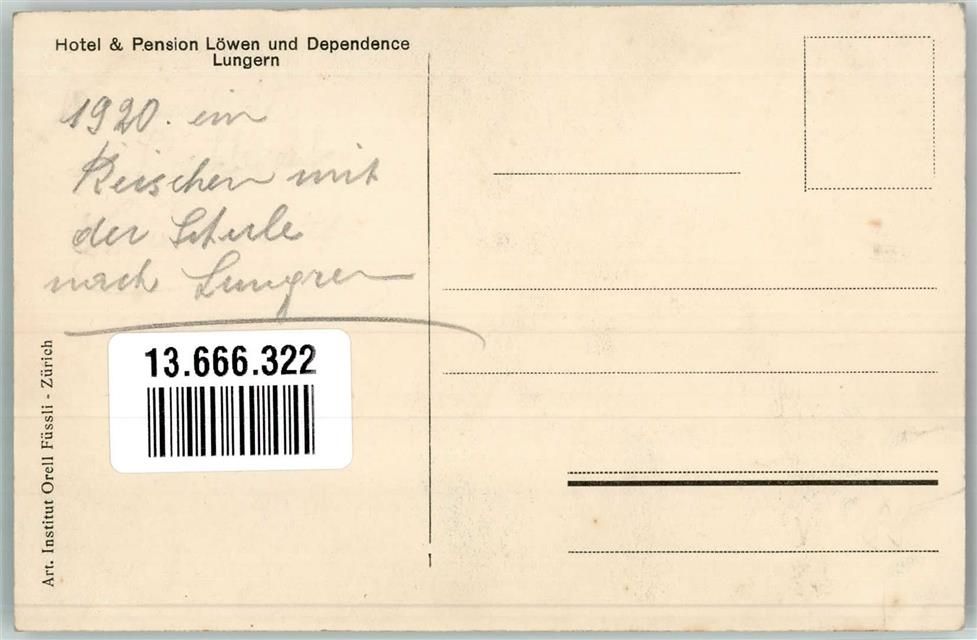 Hotel & Pension Löwen und Dependence
Lungern
1920. ein
Reischen mit
der Schule
nach Lungren
13.666.322
Art. Institut Orell Füssli - Zürich